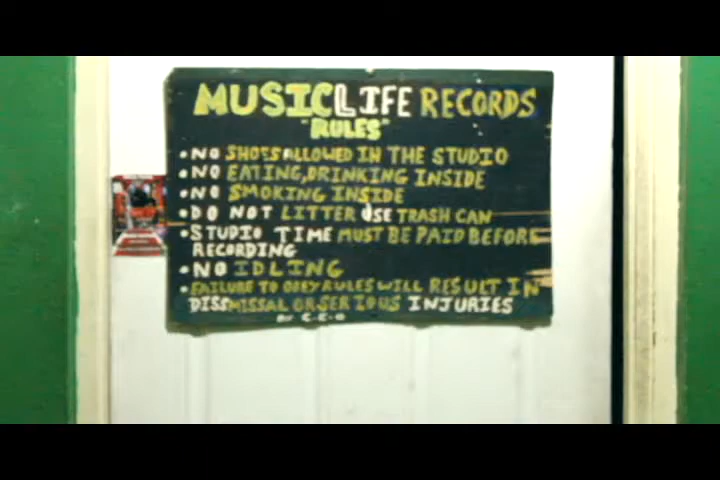 MUSICLIFE RECORDS
"RULES"
•NO SHOES ALLOWED IN THE STUDIO
•NO EATING, DRINKING INSIDE
•NO SMOKING INSIDE
•DO NOT LITTER USE TRASH CAN
•STUDIO TIME MUST BE PAID BEFORE
RECORDING
•NO IDLING
•FAILURE TO OBEY RULES WILL RESULT IN
DISSMISSAL OR SERIOUS INJURIES
BY C.E.O